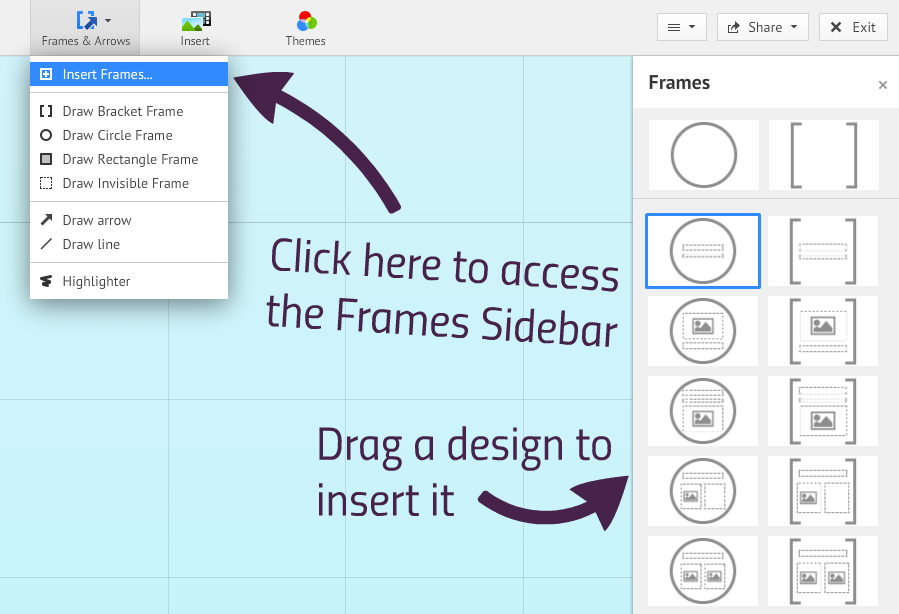 Frames & Arrows
Insert
Themes
Share
Exit
Insert Frames...
Draw Bracket Frame
Draw Circle Frame
Draw Rectangle Frame
Draw Invisible Frame
Draw arrow
Draw line
Highlighter
Click here to access
the Frames Sidebar
Drag a design to
insert it
Frames